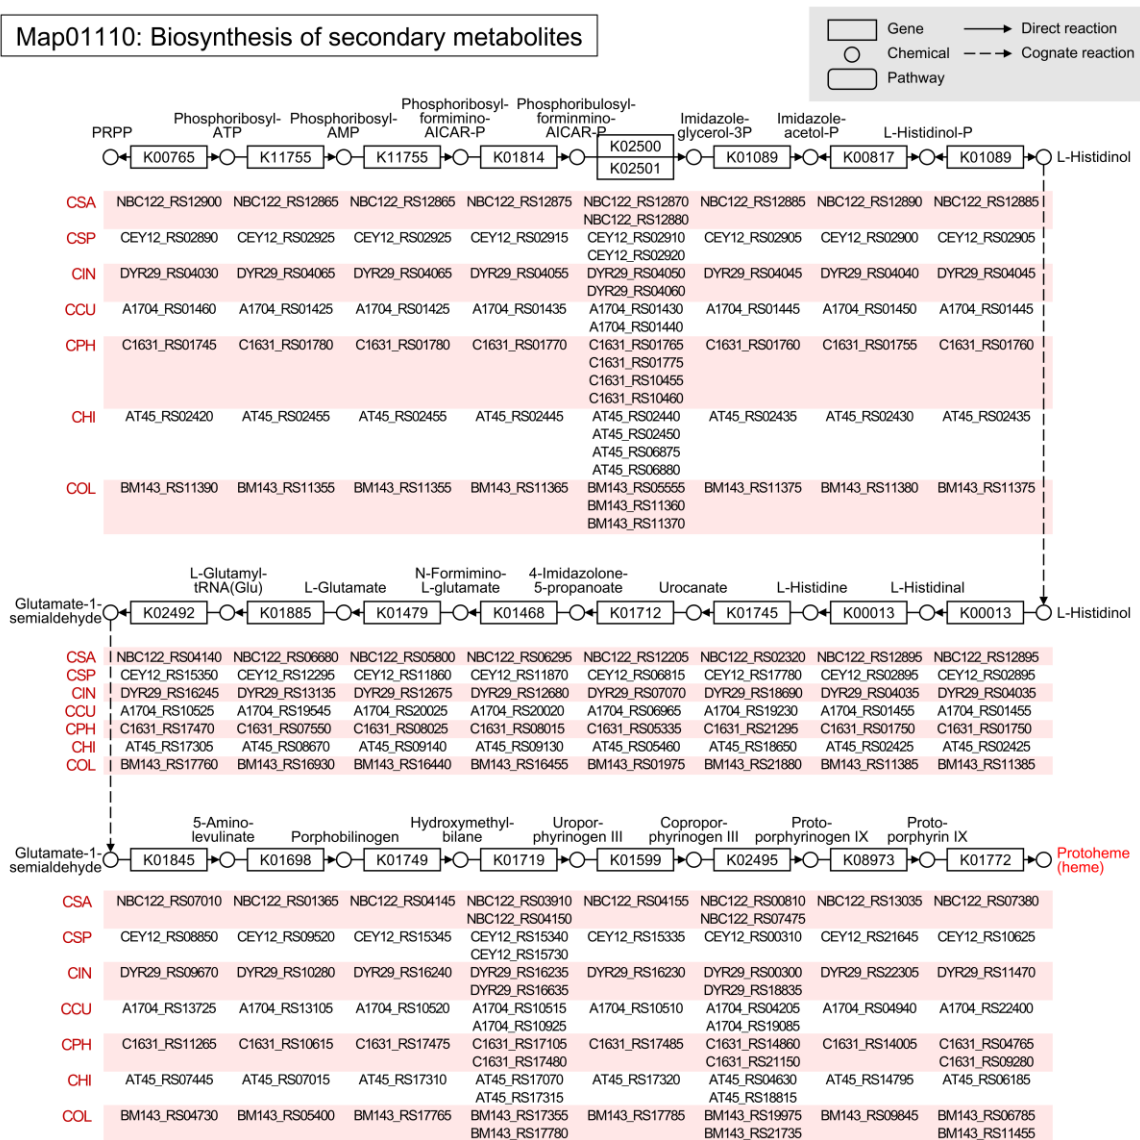 Map01110: Biosynthesis of secondary metabolites
Gene
Direct reaction
Chemical
Cognate reaction
Pathway
Phosphoribosyl- Phosphoribulosyl-
Phosphoribosyl- Phosphoribosyl- formimino- forminmino- Imidazole- Imidazole-
PRPP ATP AMP AICAR-P AICAR-P glycerol-3P acetol-P L-Histidinol-P
K02500
K00765 K11755 K11755 K01814 K01089 K00817 K01089 L-Histidinol
K02501
CSA NBC122_RS12900 NBC122_RS12865 NBC122_RS12865 NBC122_RS12875 NBC122_RS12870 NBC122_RS12885 NBC122_RS12890 NBC122_RS12885
NBC122_RS12880
CSP CEY12_RS02890 CEY12_RS02925 CEY12_RS02925 CEY12_RS02915 CEY12_RS02910 CEY12_RS02905 CEY12_RS02900 CEY12_RS02905
CEY12_RS02920
CIN DYR29_RS04030 DYR29_RS04065 DYR29_RS04065 DYR29_RS04055 DYR29_RS04050 DYR29_RS04045 DYR29_RS04040 DYR29_RS04045
DYR29_RS04060
CCU A1704_RS01460 A1704_RS01425 A1704_RS01425 A1704_RS01435 A1704_RS01430 A1704_RS01445 A1704_RS01450 A1704_RS01445
A1704_RS01440
CPH C1631_RS01745 C1631_RS01780 C1631_RS01780 C1631_RS01770 C1631_RS01765 C1631_RS01760 C1631_RS01755 C1631_RS01760
C1631_RS01775
C1631_RS10455
C1631_RS10460
CHI AT45_RS02420 AT45_RS02455 AT45_RS02455 AT45_RS02445 AT45_RS02440 AT45_RS02435 AT45_RS02430 AT45_RS02435
AT45_RS02450
AT45_RS06875
AT45_RS06880
COL BM143_RS11390 BM143_RS11355 BM143_RS11355 BM143_RS11365 BM143_RS05555 BM143_RS11375 BM143_RS11380 BM143_RS11375
BM143_RS11360
BM143_RS11370
L-Glutamyl- N-Formimino- 4-Imidazolone-
tRNA(Glu) L-Glutamate L-glutamate 5-propanoate Urocanate L-Histidine L-Histidinal
Glutamate-1-
semialdehyde K02492 K01885 K01479 K01468 K01712 K01745 K00013 K00013 L-Histidinol
CSA NBC122_RS04140 NBC122_RS06680 NBC122_RS05800 NBC122_RS06295 NBC122_RS12205 NBC122_RS02320 NBC122_RS12895 NBC122_RS12895
CSP CEY12_RS15350 CEY12_RS12295 CEY12_RS11860 CEY12_RS11870 CEY12_RS06815 CEY12_RS17780 CEY12_RS02895 CEY12_RS02895
CIN DYR29_RS16245 DYR29_RS13135 DYR29_RS12675 DYR29_RS12680 DYR29_RS07070 DYR29_RS18690 DYR29_RS04035 DYR29_RS04035
CCU A1704_RS10525 A1704_RS19545 A1704_RS20025 A1704_RS20020 A1704_RS06965 A1704_RS19230 A1704_RS01455 A1704_RS01455
CPH C1631_RS17470 C1631_RS07550 C1631_RS08025 C1631_RS08015 C1631_RS05335 C1631_RS21295 C1631_RS01750 C1631_RS01750
CHI AT45_RS17305 AT45_RS08670 AT45_RS09140 AT45_RS09130 AT45_RS05460 AT45_RS18650 AT45_RS02425 AT45_RS02425
COL BM143_RS17760 BM143_RS16930 BM143_RS16440 BM143_RS16455 BM143_RS01975 BM143_RS21880 BM143_RS11385 BM143_RS11385
5-Amino- Hydroxymethyl- Uropor- Copropor- Proto- Proto-
levulinate Porphobilinogen bilane phyrinogen III phyrinogen III porphyrinogen IX porphyrin IX
Glutamate-1- Protoheme
semialdehyde K01845 K01698 K01749 K01719 K01599 K02495 K08973 K01772 (heme)
CSA NBC122_RS07010 NBC122_RS01365 NBC122_RS04145 NBC122_RS03910 NBC122_RS04155 NBC122_RS00810 NBC122_RS13035 NBC122_RS07380
NBC122_RS04150 NBC122_RS07475
CSP CEY12_RS08850 CEY12_RS09520 CEY12_RS15345 CEY12_RS15340 CEY12_RS15335 CEY12_RS00310 CEY12_RS21645 CEY12_RS10625
CEY12_RS15730
CIN DYR29_RS09670 DYR29_RS10280 DYR29_RS16240 DYR29_RS16235 DYR29_RS16230 DYR29_RS00300 DYR29_RS22305 DYR29_RS11470
DYR29_RS16635 DYR29_RS18835
CCU A1704_RS13725 A1704_RS13105 A1704_RS10520 A1704_RS10515 A1704_RS10510 A1704_RS04205 A1704_RS04940 A1704_RS22400
A1704_RS10925 A1704_RS19085
CPH C1631_RS11265 C1631_RS10615 C1631_RS17475 C1631_RS17105 C1631_RS17485 C1631_RS14860 C1631_RS14005 C1631_RS04765
C1631_RS17480 C1631_RS21150 C1631_RS09280
CHI AT45_RS07445 AT45_RS07015 AT45_RS17310 AT45_RS17070 AT45_RS17320 AT45_RS04630 AT45_RS14795 AT45_RS06185
AT45_RS17315 AT45_RS18815
COL BM143_RS04730 BM143_RS05400 BM143_RS17765 BM143_RS17355 BM143_RS17785 BM143_RS19975 BM143_RS09845 BM143_RS06785
BM143_RS17780 BM143_RS21735 BM143_RS11455